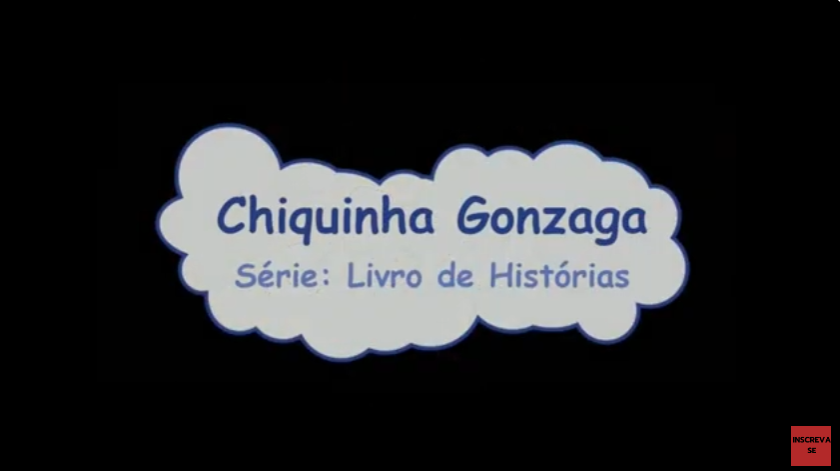 Chiquinha Gonzaga
Série: Livro de Histórias
INSCREVA
SE